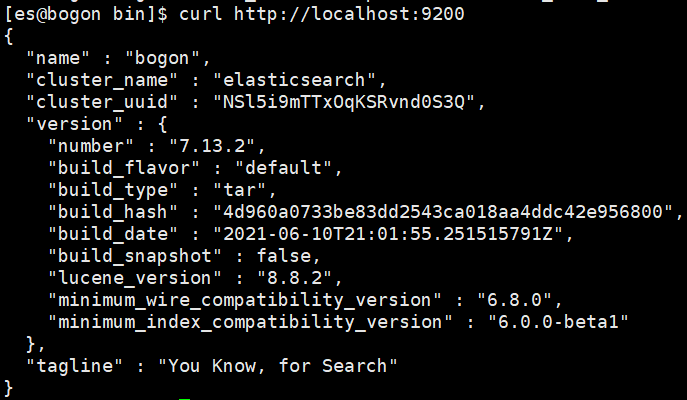 [es@bogon bin]$ curl http://localhost:9200
{
  "name" : "bogon",
  "cluster_name" : "elasticsearch",
  "cluster_uuid" : "NSl5i9mTTxOqKSRvnd0S3Q",
  "version" : {
    "number" : "7.13.2",
    "build_flavor" : "default",
    "build_type" : "tar",
    "build_hash" : "4d960a0733be83dd2543ca018aa4ddc42e956800",
    "build_date" : "2021-06-10T21:01:55.251515791Z",
    "build_snapshot" : false,
    "lucene_version" : "8.8.2",
    "minimum_wire_compatibility_version" : "6.8.0",
    "minimum_index_compatibility_version" : "6.0.0-beta1"
  },
  "tagline" : "You Know, for Search"
}